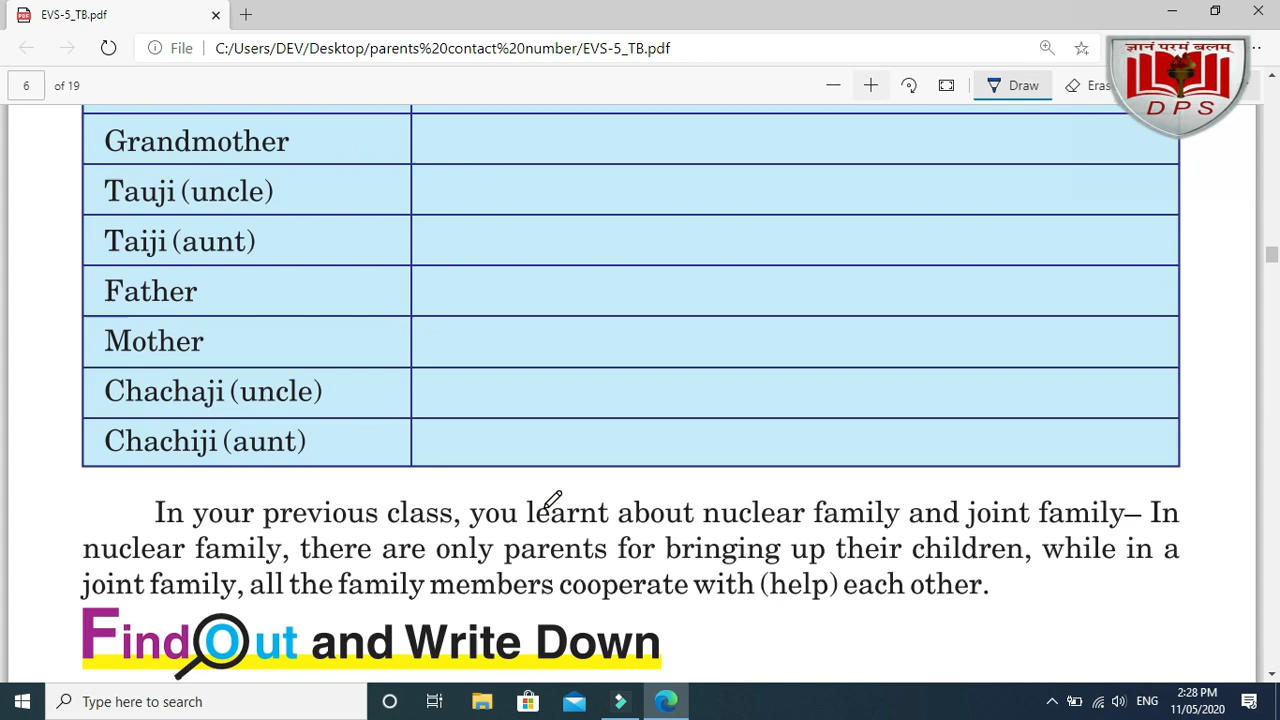 EVS-5_TB.pdf
File C:/Users/DEV/Desktop/parents%20contact%20number/EVS-5_TB.pdf
6 of 19
Draw
Eras
ज्ञानं परमं बलम्
DPS
Grandmother
Tauji (uncle)
Taiji (aunt)
Father
Mother
Chachaji (uncle)
Chachiji (aunt)
In your previous class, you learnt about nuclear family and joint family– In
nuclear family, there are only parents for bringing up their children, while in a
joint family, all the family members cooperate with (help) each other.
Find Out and Write Down
Type here to search
ENG
2:28 PM
11/05/2020